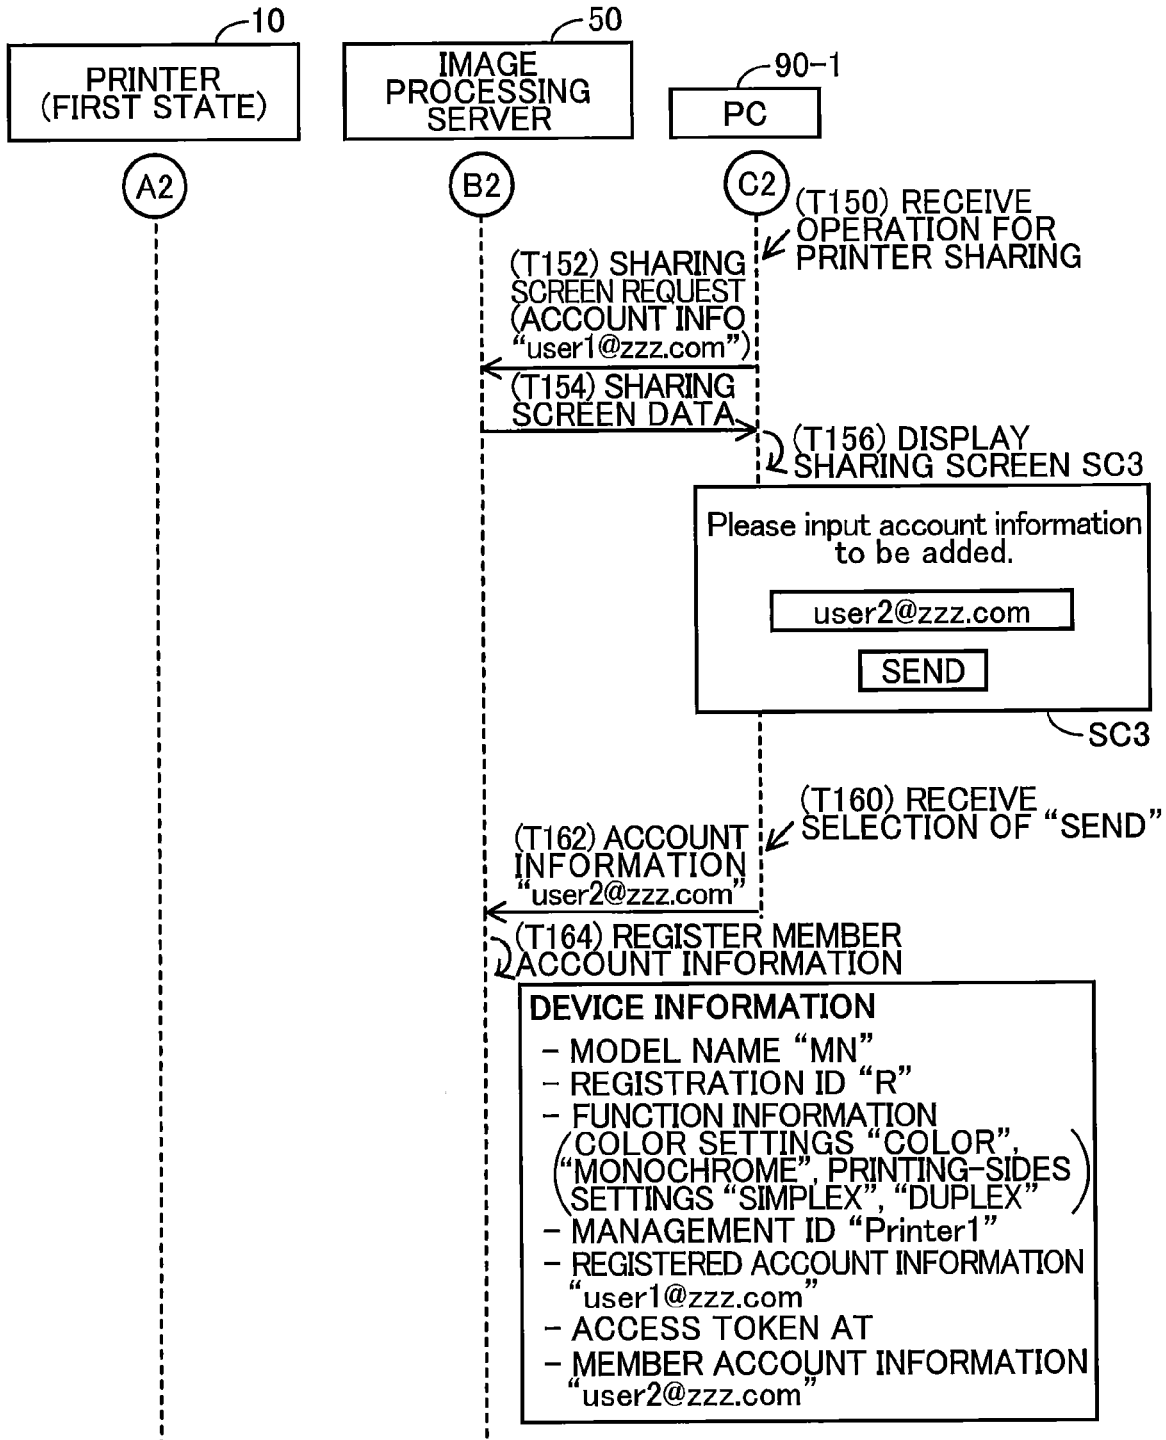 10
50
90-1
PRINTER
(FIRST STATE)
IMAGE
PROCESSING
SERVER
PC
A2
B2
C2
(T150) RECEIVE
OPERATION FOR
PRINTER SHARING
(T152) SHARING
SCREEN REQUEST
(ACCOUNT INFO
“user1@zzz.com”)
(T154) SHARING
SCREEN DATA
(T156) DISPLAY
SHARING SCREEN SC3
Please input account information
to be added.
user2@zzz.com
SEND
SC3
(T160) RECEIVE
SELECTION OF “SEND”
(T162) ACCOUNT
INFORMATION
“user2@zzz.com”
(T164) REGISTER MEMBER
ACCOUNT INFORMATION
DEVICE INFORMATION
- MODEL NAME “MN”
- REGISTRATION ID “R”
- FUNCTION INFORMATION
(COLOR SETTINGS “COLOR”,
“MONOCHROME”, PRINTING-SIDES
SETTINGS “SIMPLEX”, “DUPLEX”)
- MANAGEMENT ID “Printer1”
- REGISTERED ACCOUNT INFORMATION
“user1@zzz.com”
- ACCESS TOKEN AT
- MEMBER ACCOUNT INFORMATION
“user2@zzz.com”